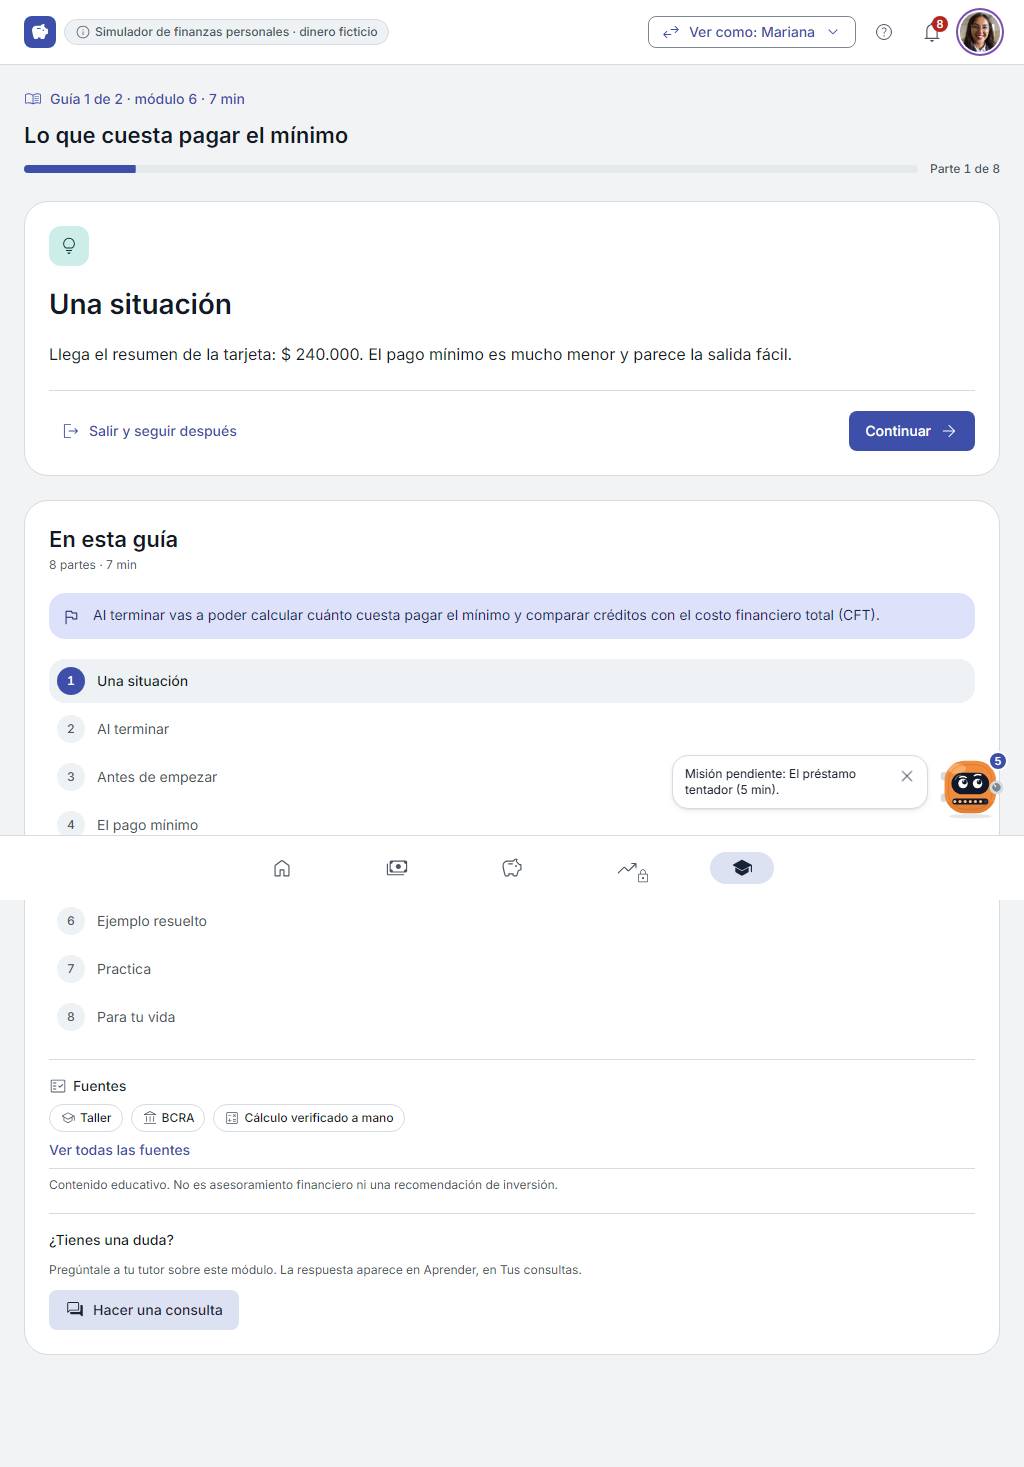 Simulador de finanzas personales · dinero ficticio
Ver como: Mariana
8
Guía 1 de 2 · módulo 6 · 7 min
Lo que cuesta pagar el mínimo
Parte 1 de 8
Una situación
Llega el resumen de la tarjeta: $ 240.000. El pago mínimo es mucho menor y parece la salida fácil.
Salir y seguir después
Continuar
En esta guía
8 partes · 7 min
Al terminar vas a poder calcular cuánto cuesta pagar el mínimo y comparar créditos con el costo financiero total (CFT).
1 Una situación
2 Al terminar
3 Antes de empezar
Misión pendiente: El préstamo
tentador (5 min).
5
4 El pago mínimo
6 Ejemplo resuelto
7 Practica
8 Para tu vida
Fuentes
Taller
BCRA
Cálculo verificado a mano
Ver todas las fuentes
Contenido educativo. No es asesoramiento financiero ni una recomendación de inversión.
¿Tienes una duda?
Pregúntale a tu tutor sobre este módulo. La respuesta aparece en Aprender, en Tus consultas.
Hacer una consulta